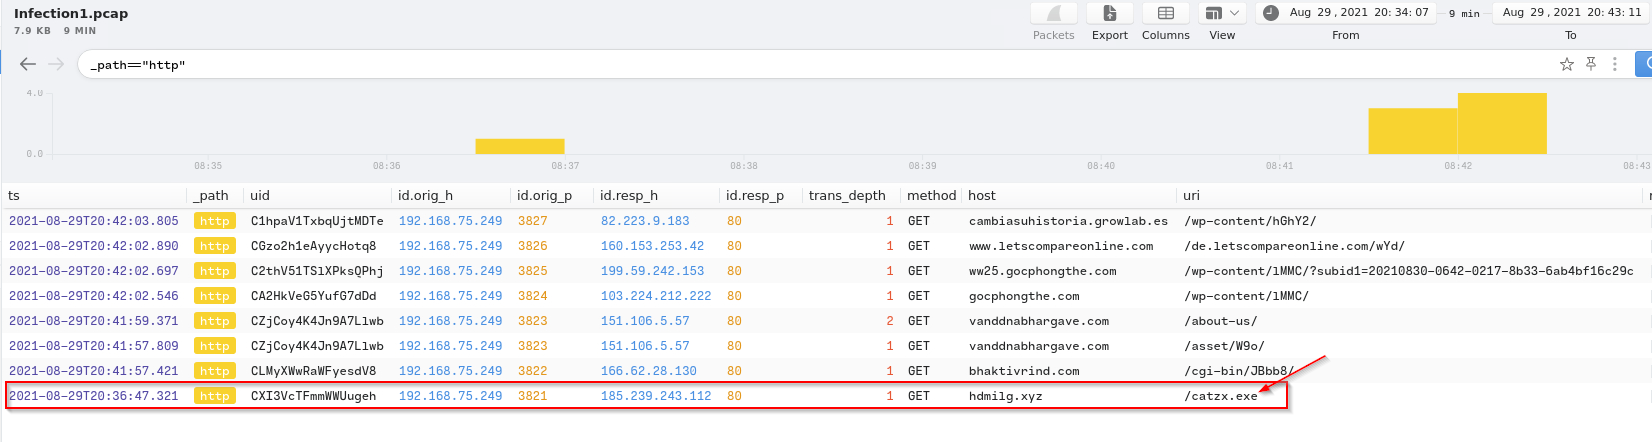 Infection1.pcap
7.9 KB 9 MIN
Aug 29 , 2021 20: 34: 07 9 min Aug 29 , 2021 20: 43: 11
Packets Export Columns View From To
_path=="http"
4.0
0.0
08:35 08:36 08:37 08:38 08:39 08:40 08:41 08:42 08:43
ts _path uid id.orig_h id.orig_p id.resp_h id.resp_p trans_depth method host uri
2021-08-29T20:42:03.805 http C1hpaV1TxbqUjtMDTe 192.168.75.249 3827 82.223.9.183 80 1 GET cambiasuhistoria.growlab.es /wp-content/hGhY2/
2021-08-29T20:42:02.890 http CGzo2h1eAyycHotq8 192.168.75.249 3826 160.153.253.42 80 1 GET www.letscompareonline.com /de.letscompareonline.com/wYd/
2021-08-29T20:42:02.697 http C2thV51TSlXPksQPhj 192.168.75.249 3825 199.59.242.153 80 1 GET ww25.gocphongthe.com /wp-content/lMMC/?subid1=20210830-0642-0217-8b33-6ab4bf16c29c
2021-08-29T20:42:02.546 http CA2HkVeG5YufG7dDd 192.168.75.249 3824 103.224.212.222 80 1 GET gocphongthe.com /wp-content/lMMC/
2021-08-29T20:41:59.371 http CZjCoy4K4Jn9A7Llwb 192.168.75.249 3823 151.106.5.57 80 2 GET vanddnabhargave.com /about-us/
2021-08-29T20:41:57.809 http CZjCoy4K4Jn9A7Llwb 192.168.75.249 3823 151.106.5.57 80 1 GET vanddnabhargave.com /asset/W9o/
2021-08-29T20:41:57.421 http CLMyXWwRaWFyesdV8 192.168.75.249 3822 166.62.28.130 80 1 GET bhaktivrind.com /cgi-bin/JBbb8/
2021-08-29T20:36:47.321 http CXI3VcTFmmWWUugeh 192.168.75.249 3821 185.239.243.112 80 1 GET hdmilg.xyz /catzx.exe